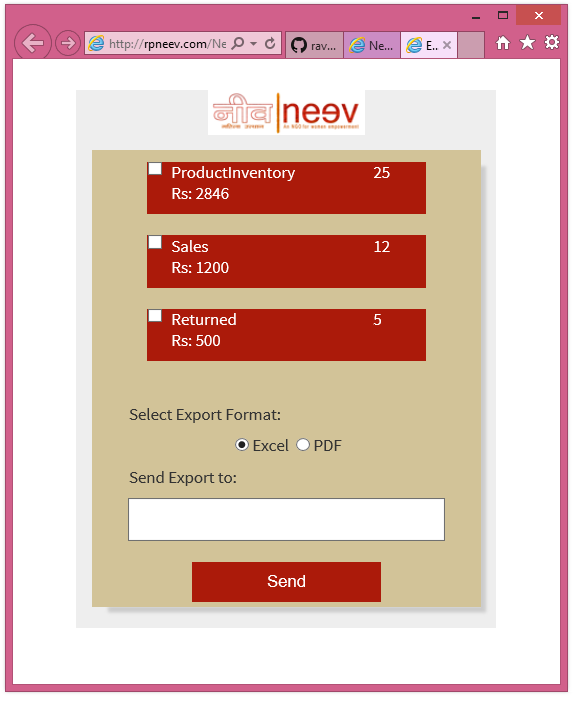 http://rpneev.com/Ne
rav...
Ne...
E...
नीव neev
An NGO for women empowerment
ProductInventory 25
Rs: 2846
Sales 12
Rs: 1200
Returned 5
Rs: 500
Select Export Format:
Excel PDF
Send Export to:
Send